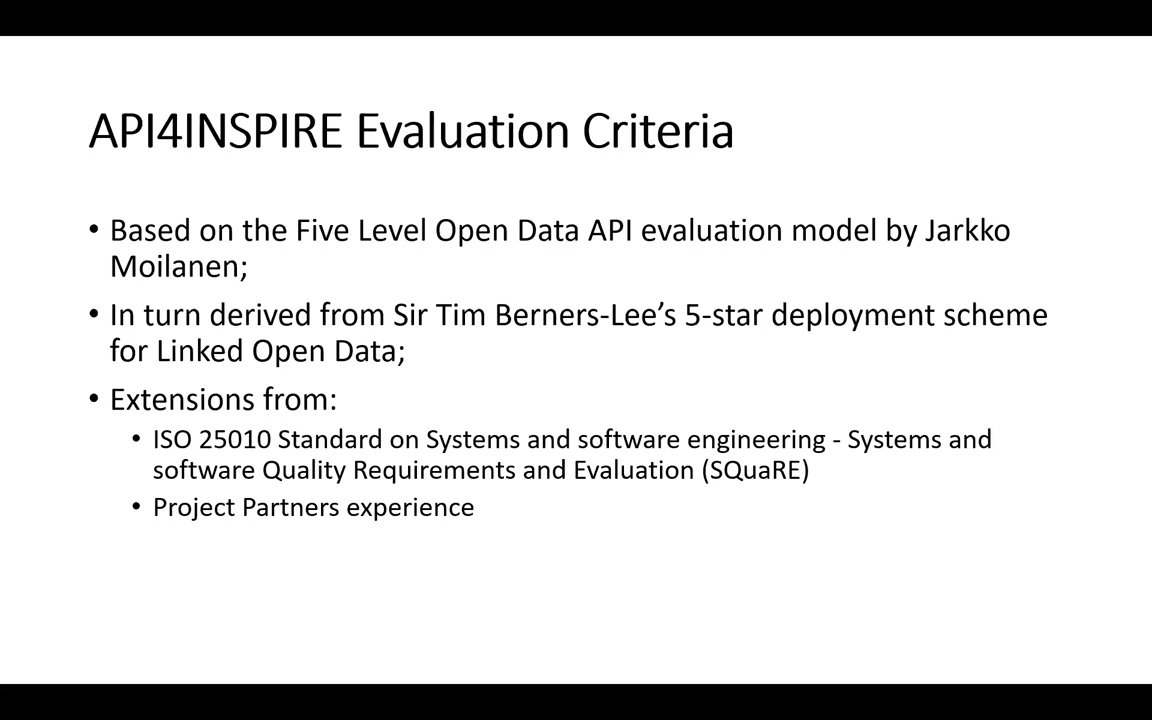 API4INSPIRE Evaluation Criteria
• Based on the Five Level Open Data API evaluation model by Jarkko
Moilanen;
• In turn derived from Sir Tim Berners-Lee’s 5-star deployment scheme
for Linked Open Data;
• Extensions from:
• ISO 25010 Standard on Systems and software engineering - Systems and
software Quality Requirements and Evaluation (SQuaRE)
• Project Partners experience